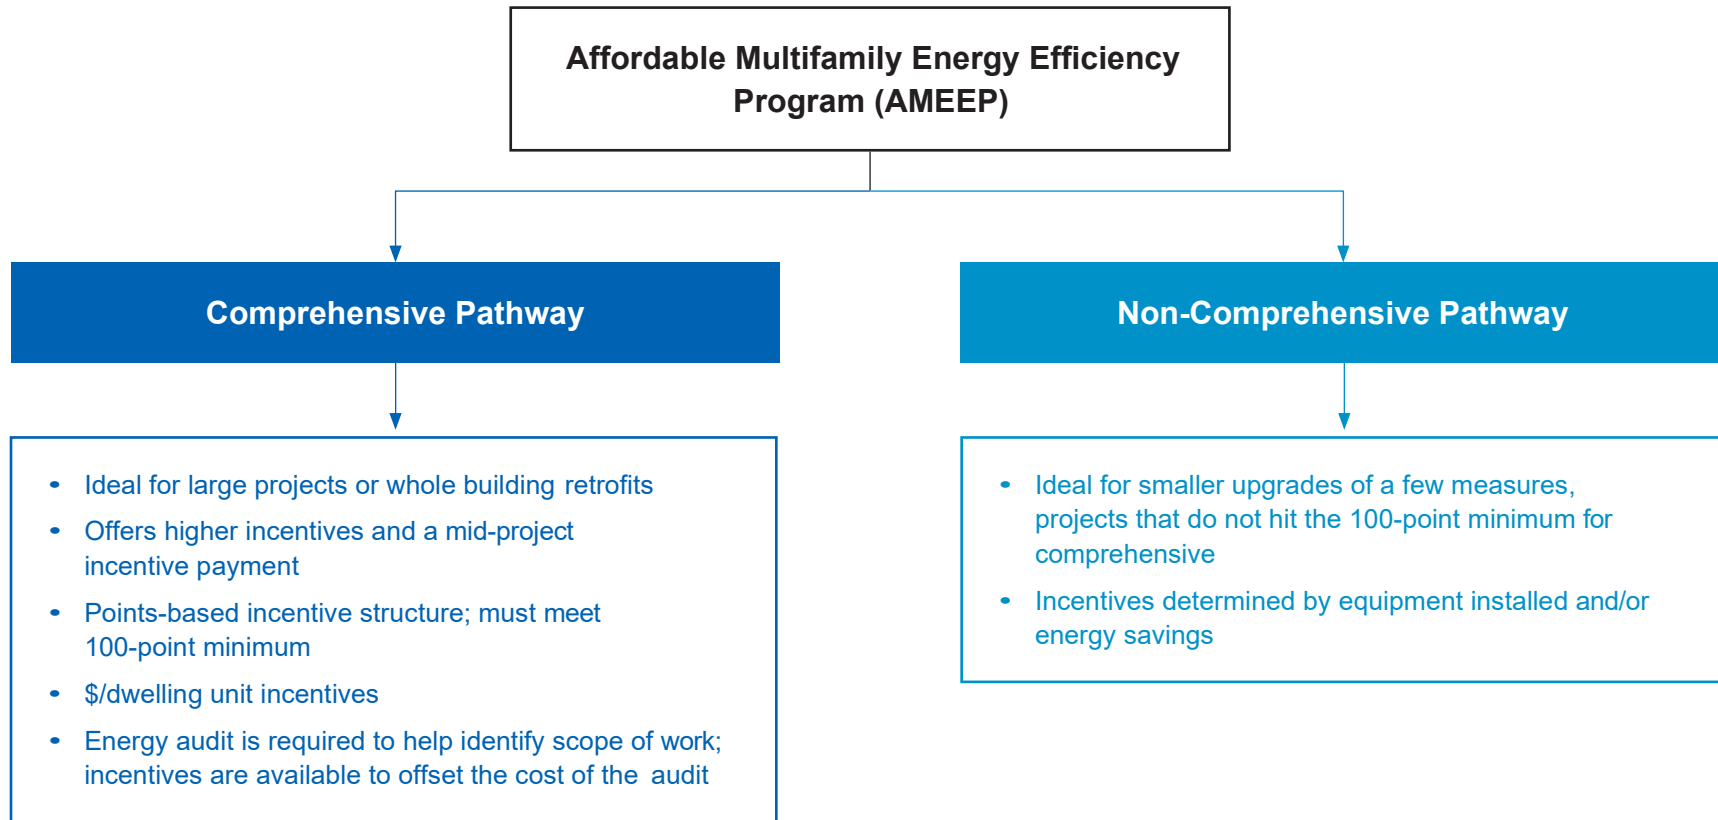 Affordable Multifamily Energy Efficiency
Program (AMEEP)
Comprehensive Pathway
Non-Comprehensive Pathway
• Ideal for large projects or whole building retrofits
• Offers higher incentives and a mid-project
incentive payment
• Points-based incentive structure; must meet
100-point minimum
• $/dwelling unit incentives
• Energy audit is required to help identify scope of work;
incentives are available to offset the cost of the audit
• Ideal for smaller upgrades of a few measures,
projects that do not hit the 100-point minimum for
comprehensive
• Incentives determined by equipment installed and/or
energy savings